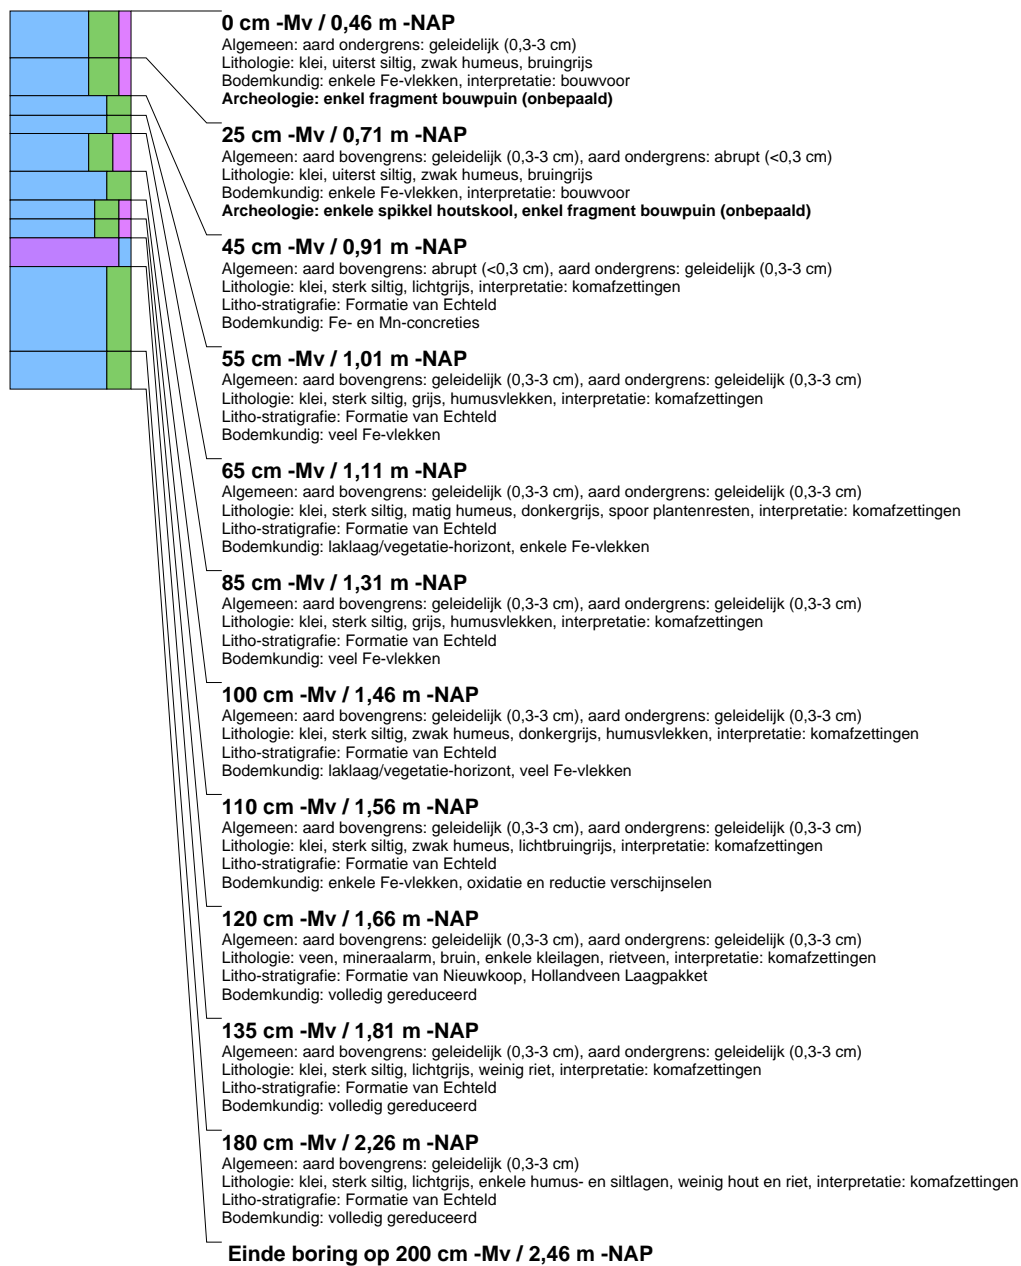 0 cm -Mv / 0,46 m -NAP
Algemeen: aard ondergrens: geleidelijk (0,3-3 cm)
Lithologie: klei, uiterst siltig, zwak humeus, bruingrijs
Bodemkundig: enkele Fe-vlekken, interpretatie: bouwvoor
Archeologie: enkel fragment bouwpuin (onbepaald)
25 cm -Mv / 0,71 m -NAP
Algemeen: aard bovengrens: geleidelijk (0,3-3 cm), aard ondergrens: abrupt (<0,3 cm)
Lithologie: klei, uiterst siltig, zwak humeus, bruingrijs
Bodemkundig: enkele Fe-vlekken, interpretatie: bouwvoor
Archeologie: enkele spikkel houtskool, enkel fragment bouwpuin (onbepaald)
45 cm -Mv / 0,91 m -NAP
Algemeen: aard bovengrens: abrupt (<0,3 cm), aard ondergrens: geleidelijk (0,3-3 cm)
Lithologie: klei, sterk siltig, lichtgrijs, interpretatie: komafzettingen
Litho-stratigrafie: Formatie van Echteld
Bodemkundig: Fe- en Mn-concreties
55 cm -Mv / 1,01 m -NAP
Algemeen: aard bovengrens: geleidelijk (0,3-3 cm), aard ondergrens: geleidelijk (0,3-3 cm)
Lithologie: klei, sterk siltig, grijs, humusvlekken, interpretatie: komafzettingen
Litho-stratigrafie: Formatie van Echteld
Bodemkundig: veel Fe-vlekken
65 cm -Mv / 1,11 m -NAP
Algemeen: aard bovengrens: geleidelijk (0,3-3 cm), aard ondergrens: geleidelijk (0,3-3 cm)
Lithologie: klei, sterk siltig, matig humeus, donkergrijs, spoor plantenresten, interpretatie: komafzettingen
Litho-stratigrafie: Formatie van Echteld
Bodemkundig: laklaag/vegetatie-horizont, enkele Fe-vlekken
85 cm -Mv / 1,31 m -NAP
Algemeen: aard bovengrens: geleidelijk (0,3-3 cm), aard ondergrens: geleidelijk (0,3-3 cm)
Lithologie: klei, sterk siltig, grijs, humusvlekken, interpretatie: komafzettingen
Litho-stratigrafie: Formatie van Echteld
Bodemkundig: veel Fe-vlekken
100 cm -Mv / 1,46 m -NAP
Algemeen: aard bovengrens: geleidelijk (0,3-3 cm), aard ondergrens: geleidelijk (0,3-3 cm)
Lithologie: klei, sterk siltig, zwak humeus, donkergrijs, humusvlekken, interpretatie: komafzettingen
Litho-stratigrafie: Formatie van Echteld
Bodemkundig: laklaag/vegetatie-horizont, veel Fe-vlekken
110 cm -Mv / 1,56 m -NAP
Algemeen: aard bovengrens: geleidelijk (0,3-3 cm), aard ondergrens: geleidelijk (0,3-3 cm)
Lithologie: klei, sterk siltig, zwak humeus, lichtbruingrijs, interpretatie: komafzettingen
Litho-stratigrafie: Formatie van Echteld
Bodemkundig: enkele Fe-vlekken, oxidatie en reductie verschijnselen
120 cm -Mv / 1,66 m -NAP
Algemeen: aard bovengrens: geleidelijk (0,3-3 cm), aard ondergrens: geleidelijk (0,3-3 cm)
Lithologie: veen, mineraalarm, bruin, enkele kleilagen, rietveen, interpretatie: komafzettingen
Litho-stratigrafie: Formatie van Nieuwkoop, Hollandveen Laagpakket
Bodemkundig: volledig gereduceerd
135 cm -Mv / 1,81 m -NAP
Algemeen: aard bovengrens: geleidelijk (0,3-3 cm), aard ondergrens: geleidelijk (0,3-3 cm)
Lithologie: klei, sterk siltig, lichtgrijs, weinig riet, interpretatie: komafzettingen
Litho-stratigrafie: Formatie van Echteld
Bodemkundig: volledig gereduceerd
180 cm -Mv / 2,26 m -NAP
Algemeen: aard bovengrens: geleidelijk (0,3-3 cm)
Lithologie: klei, sterk siltig, lichtgrijs, enkele humus- en siltlagen, weinig hout en riet, interpretatie: komafzettingen
Litho-stratigrafie: Formatie van Echteld
Bodemkundig: volledig gereduceerd
Einde boring op 200 cm -Mv / 2,46 m -NAP